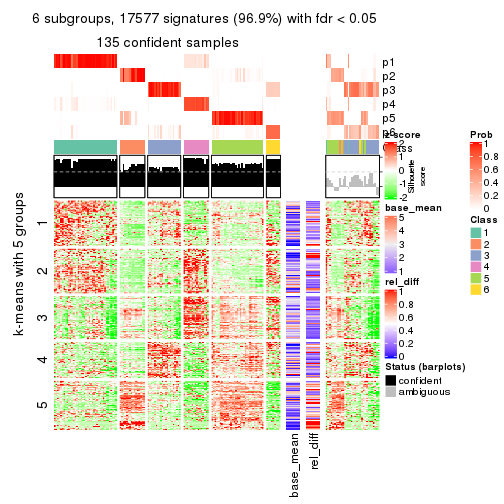 6 subgroups, 17577 signatures (96.9%) with fdr < 0.05
135 confident samples
p1
p2
p3
p4
p5
p6
Class
Silhouette score
k-means with 5 groups
1
2
3
4
5
base_mean
rel_diff
z-score
2
1
0
-1
-2
base_mean
5
4
3
2
1
rel_diff
1
0.8
0.6
0.4
0.2
0
Status (barplots)
confident
ambiguous
Prob
1
0.8
0.6
0.4
0.2
0
Class
1
2
3
4
5
6